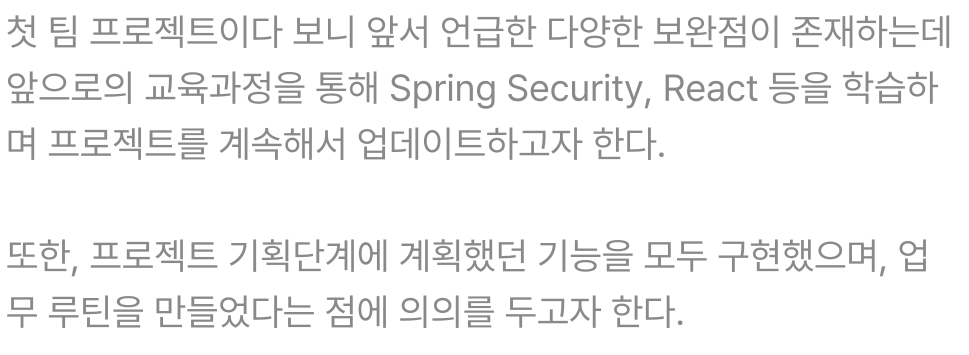 첫 팀 프로젝트이다 보니 앞서 언급한 다양한 보완점이 존재하는데
앞으로의 교육과정을 통해 Spring Security, React 등을 학습하
며 프로젝트를 계속해서 업데이트하고자 한다.
또한, 프로젝트 기획단계에 계획했던 기능을 모두 구현했으며, 업
무 루틴을 만들었다는 점에 의의를 두고자 한다.